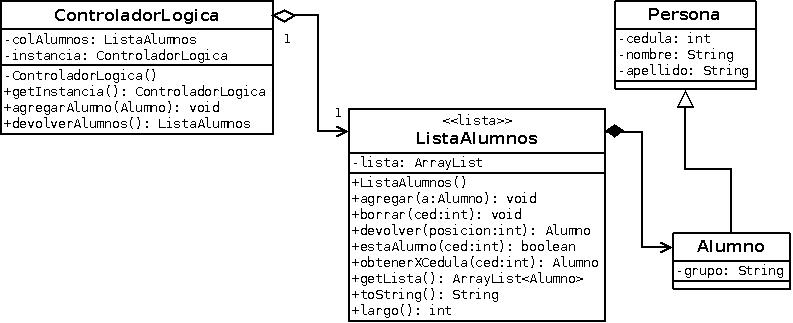 ControladorLogica
-colAlumnos: ListaAlumnos
-instancia: ControladorLogica
-ControladorLogica()
+getInstancia(): ControladorLogica
+agregarAlumno(Alumno): void
+devolverAlumnos(): ListaAlumnos
1
1
<<lista>>
ListaAlumnos
-lista: ArrayList
+ListaAlumnos()
+agregar(a:Alumno): void
+borrar(ced:int): void
+devolver(posicion:int): Alumno
+estaAlumno(ced:int): boolean
+obtenerXCedula(ced:int): Alumno
+getLista(): ArrayList<Alumno>
+toString(): String
+largo(): int
Persona
-cedula: int
-nombre: String
-apellido: String
Alumno
-grupo: String